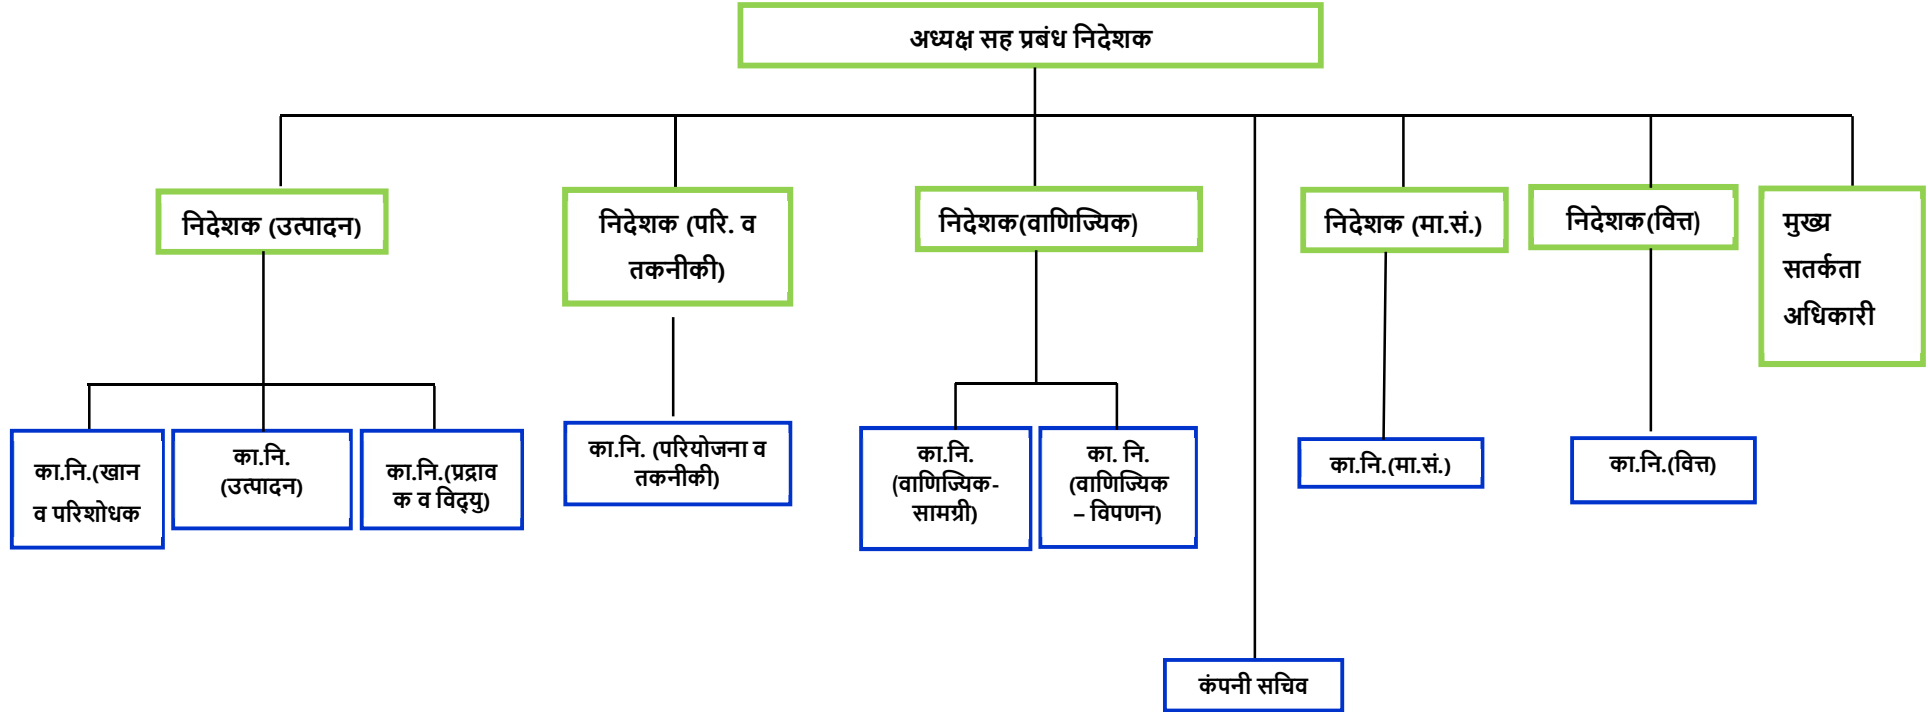 अध्यक्ष सह प्रबंध निदेशक
निदेशक (उत्पादन)
निदेशक (परि. व
तकनीकी)
निदेशक(वाणिज्यिक)
निदेशक (मा.सं.)
निदेशक(वित्त)
मुख्य
सतर्कता
अधिकारी
का.नि.(खान
व परिशोधक
का.नि.
(उत्पादन)
का.नि.(प्रद्राव
क व विद्यु)
का.नि. (परियोजना व
तकनीकी)
का.नि.
(वाणिज्यिक-
सामग्री)
का. नि.
(वाणिज्यिक
– विपणन)
का.नि.(मा.सं.)
का.नि.(वित्त)
कंपनी सचिव